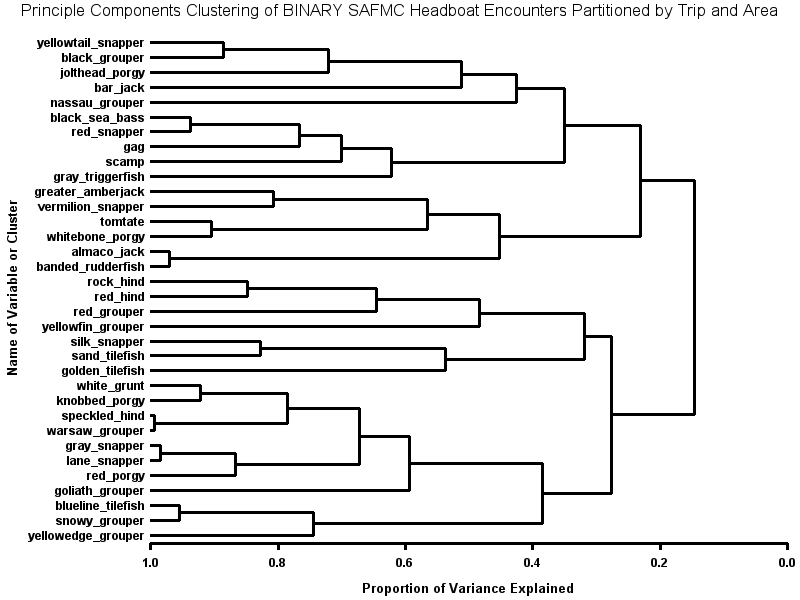 Principle Components Clustering of BINARY SAFMC Headboat Encounters Partitioned by Trip and Area
Name of Variable or Cluster
yellowtail_snapper
black_grouper
jolthead_porgy
bar_jack
nassau_grouper
black_sea_bass
red_snapper
gag
scamp
gray_triggerfish
greater_amberjack
vermilion_snapper
tomtate
whitebone_porgy
almaco_jack
banded_rudderfish
rock_hind
red_hind
red_grouper
yellowfin_grouper
silk_snapper
sand_tilefish
golden_tilefish
white_grunt
knobbed_porgy
speckled_hind
warsaw_grouper
gray_snapper
lane_snapper
red_porgy
goliath_grouper
blueline_tilefish
snowy_grouper
yellowedge_grouper
1.0 0.8 0.6 0.4 0.2 0.0
Proportion of Variance Explained